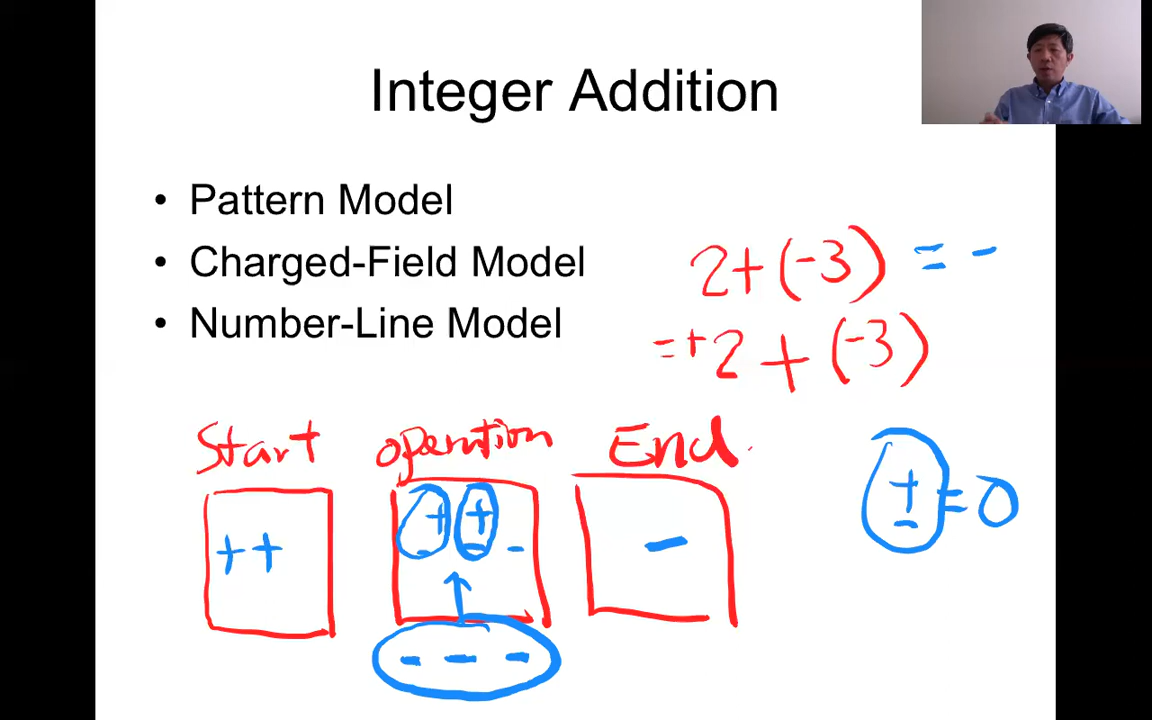 Integer Addition
• Pattern Model
• Charged-Field Model
• Number-Line Model
2+(-3) = -
=+2 + (-3)
Start operation End
++
+ +
- - -
-
+
- = 0
- - -